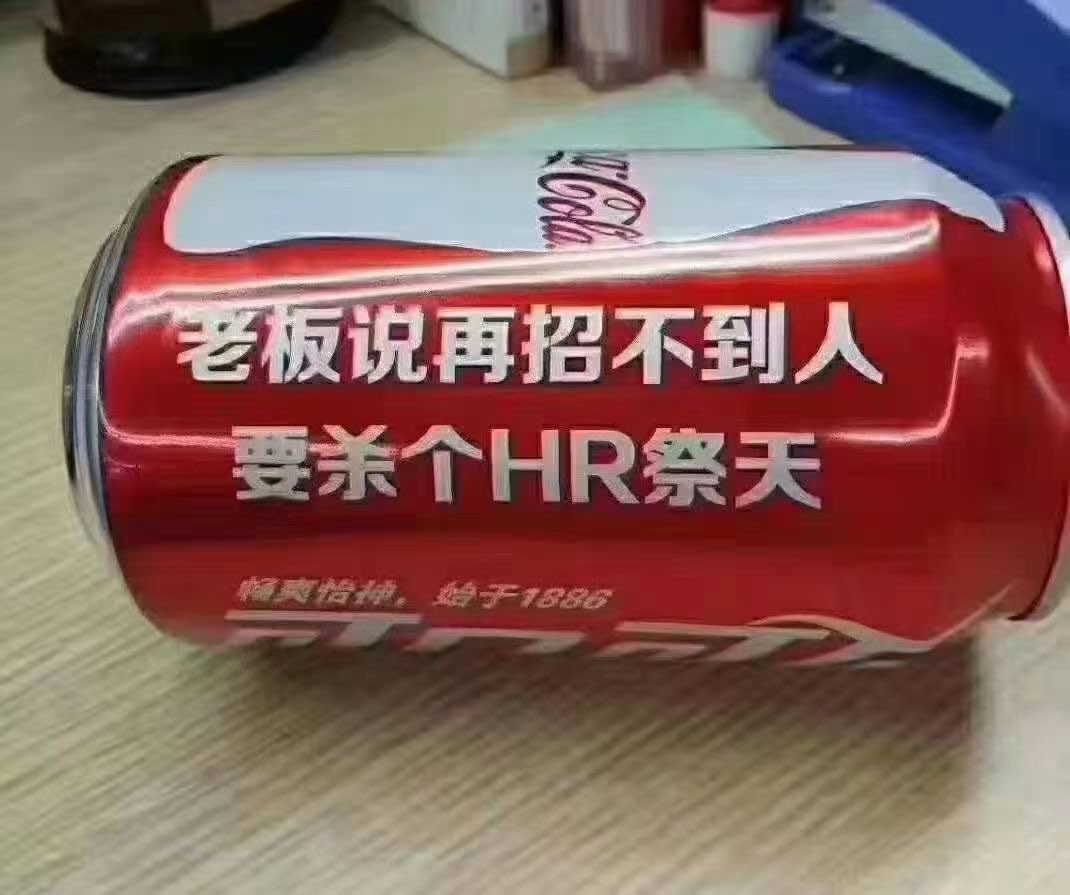 Cola
老板说再招不到人
要杀个HR祭天
畅爽怡神，始于1886